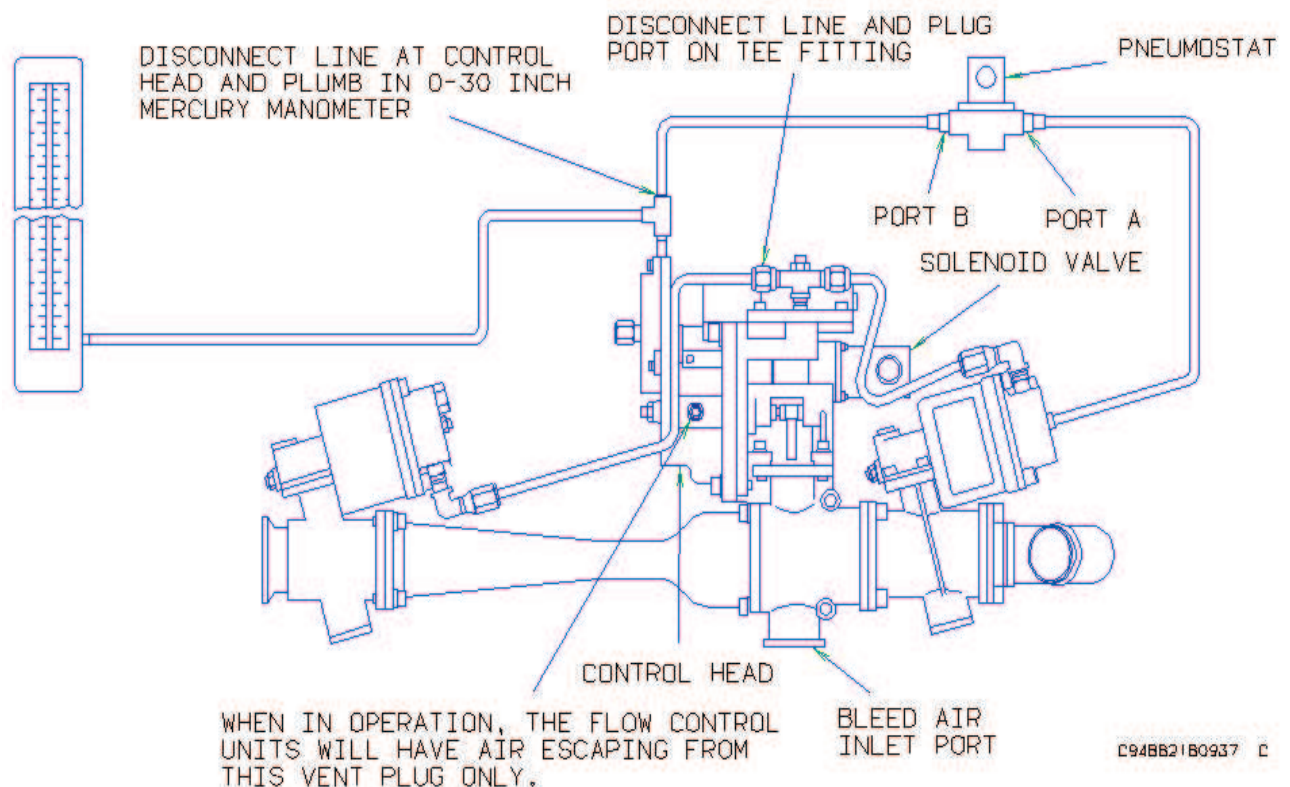 DISCONNECT LINE AT CONTROL
HEAD AND PLUMB IN 0-30 INCH
MERCURY MANOMETER
DISCONNECT LINE AND PLUG
PORT ON TEE FITTING
PNEUMOSTAT
PORT B
PORT A
SOLENOID VALVE
CONTROL HEAD
WHEN IN OPERATION, THE FLOW CONTROL
UNITS WILL HAVE AIR ESCAPING FROM
THIS VENT PLUG ONLY.
BLEED AIR
INLET PORT
C94BB21B0937 C